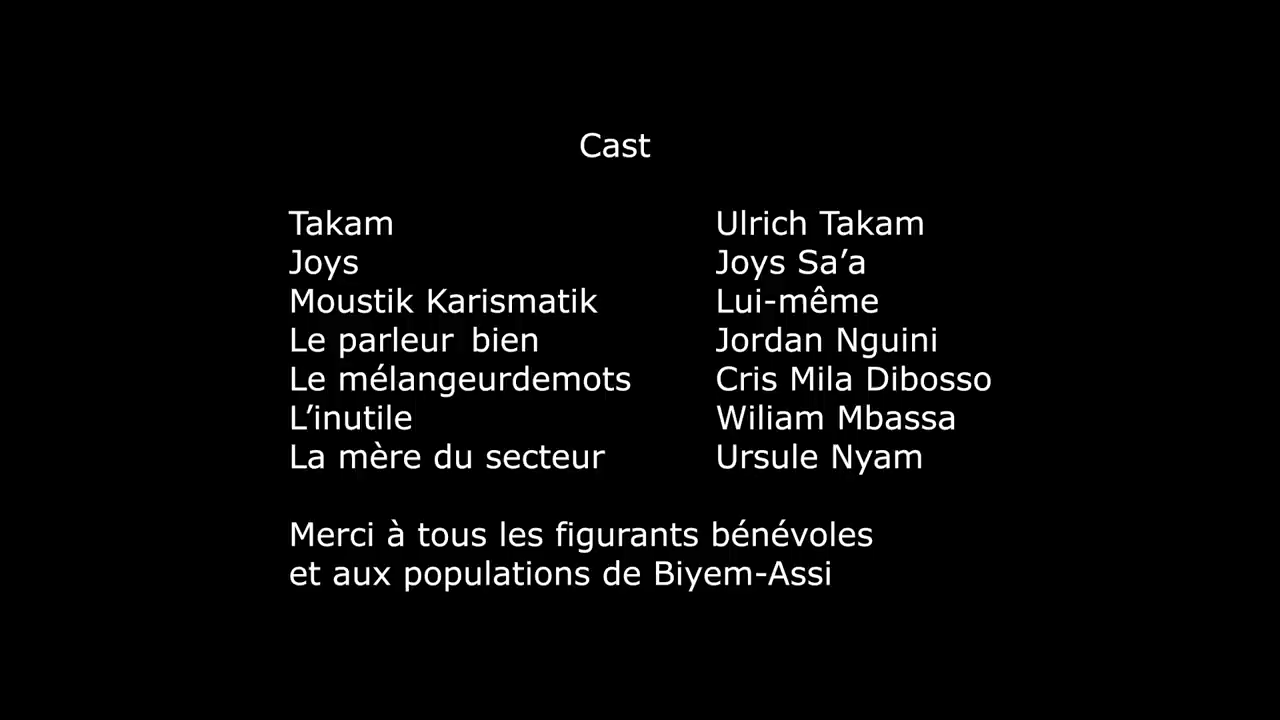 Cast
Takam Ulrich Takam
Joys Joys Sa’a
Moustik Karismatik Lui-même
Le parleur bien Jordan Nguini
Le mélangeurdemots Cris Mila Dibosso
L’inutile Wiliam Mbassa
La mère du secteur Ursule Nyam
Merci à tous les figurants bénévoles
et aux populations de Biyem-Assi